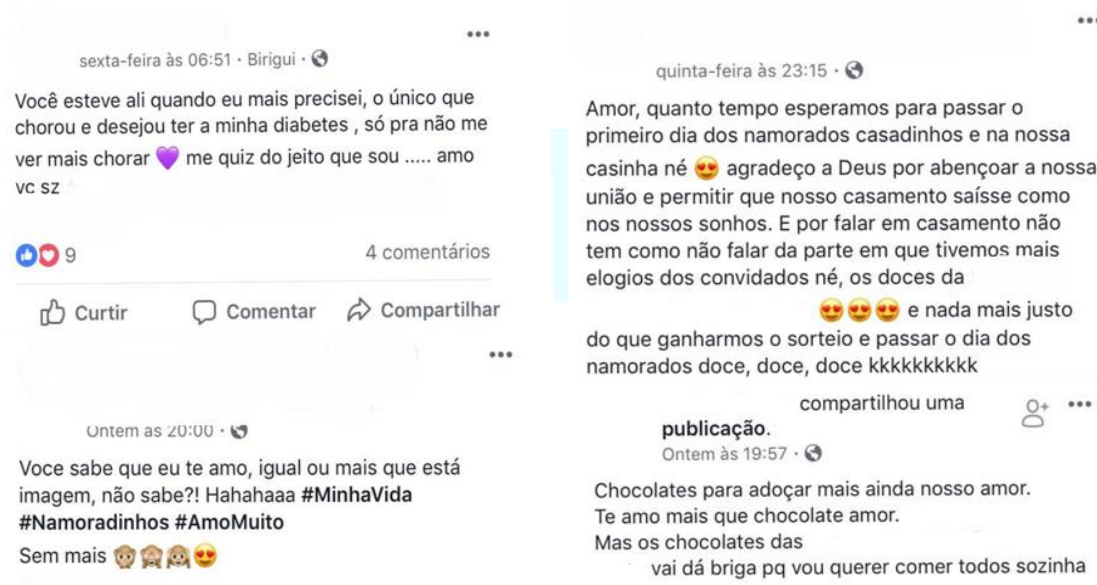 sexta-feira às 06:51 · Birigui ·
Você esteve ali quando eu mais precisei, o único que
chorou e desejou ter a minha diabetes , só pra não me
ver mais chorar 💜 me quiz do jeito que sou ..... amo
vc sz
9
4 comentários
Curtir
Comentar
Compartilhar
Ontem às 20:00 ·
Voce sabe que eu te amo, igual ou mais que está
imagem, não sabe?! Hahahaaa #MinhaVida
#Namoradinhos #AmoMuito
Sem mais 🐵🙈🙉😍
quinta-feira às 23:15 ·
Amor, quanto tempo esperamos para passar o
primeiro dia dos namorados casadinhos e na nossa
casinha né 😍 agradeço a Deus por abençoar a nossa
união e permitir que nosso casamento saísse como
nos nossos sonhos. E por falar em casamento não
tem como não falar da parte em que tivemos mais
elogios dos convidados né, os doces da
😍😍😍 e nada mais justo
do que ganharmos o sorteio e passar o dia dos
namorados doce, doce, doce kkkkkkkkkk
compartilhou uma
publicação.
Ontem às 19:57 ·
Chocolates para adoçar mais ainda nosso amor.
Te amo mais que chocolate amor.
Mas os chocolates das
vai dá briga pq vou querer comer todos sozinha